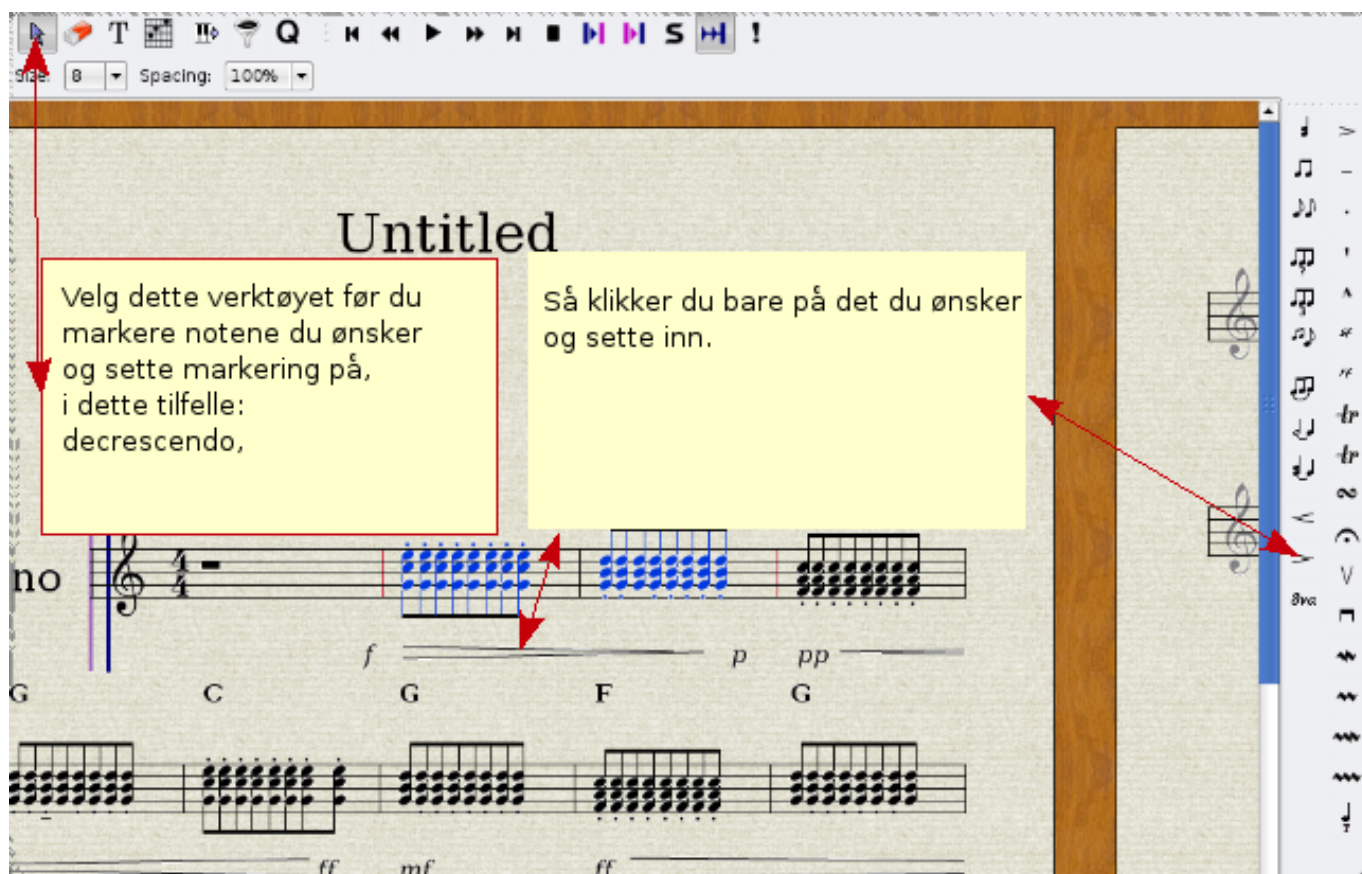 T Q S !
Size: 8 Spacing: 100%
Untitled
Velg dette verktøyet før du
markere notene du ønsker
og sette markering på,
i dette tilfelle:
decrescendo,
Så klikker du bare på det du ønsker
og sette inn.
no
f p pp
G C G F G
ff mf ff
tr
tr
8va